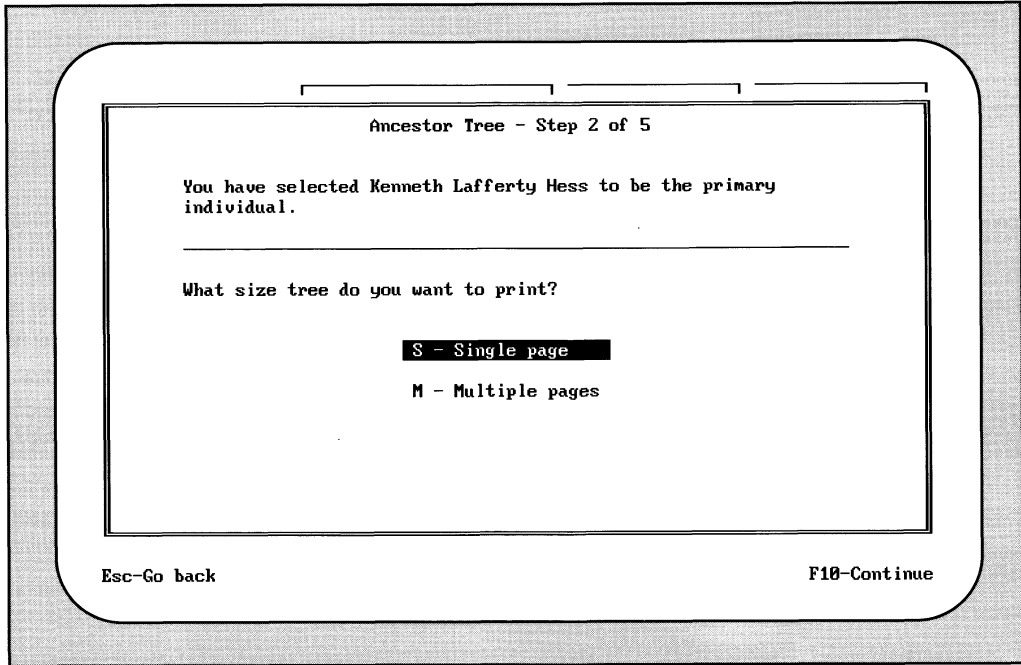 Ancestor Tree - Step 2 of 5
You have selected Kenneth Lafferty Hess to be the primary
individual.
What size tree do you want to print?
S - Single page
M - Multiple pages
Esc-Go back
F10-Continue